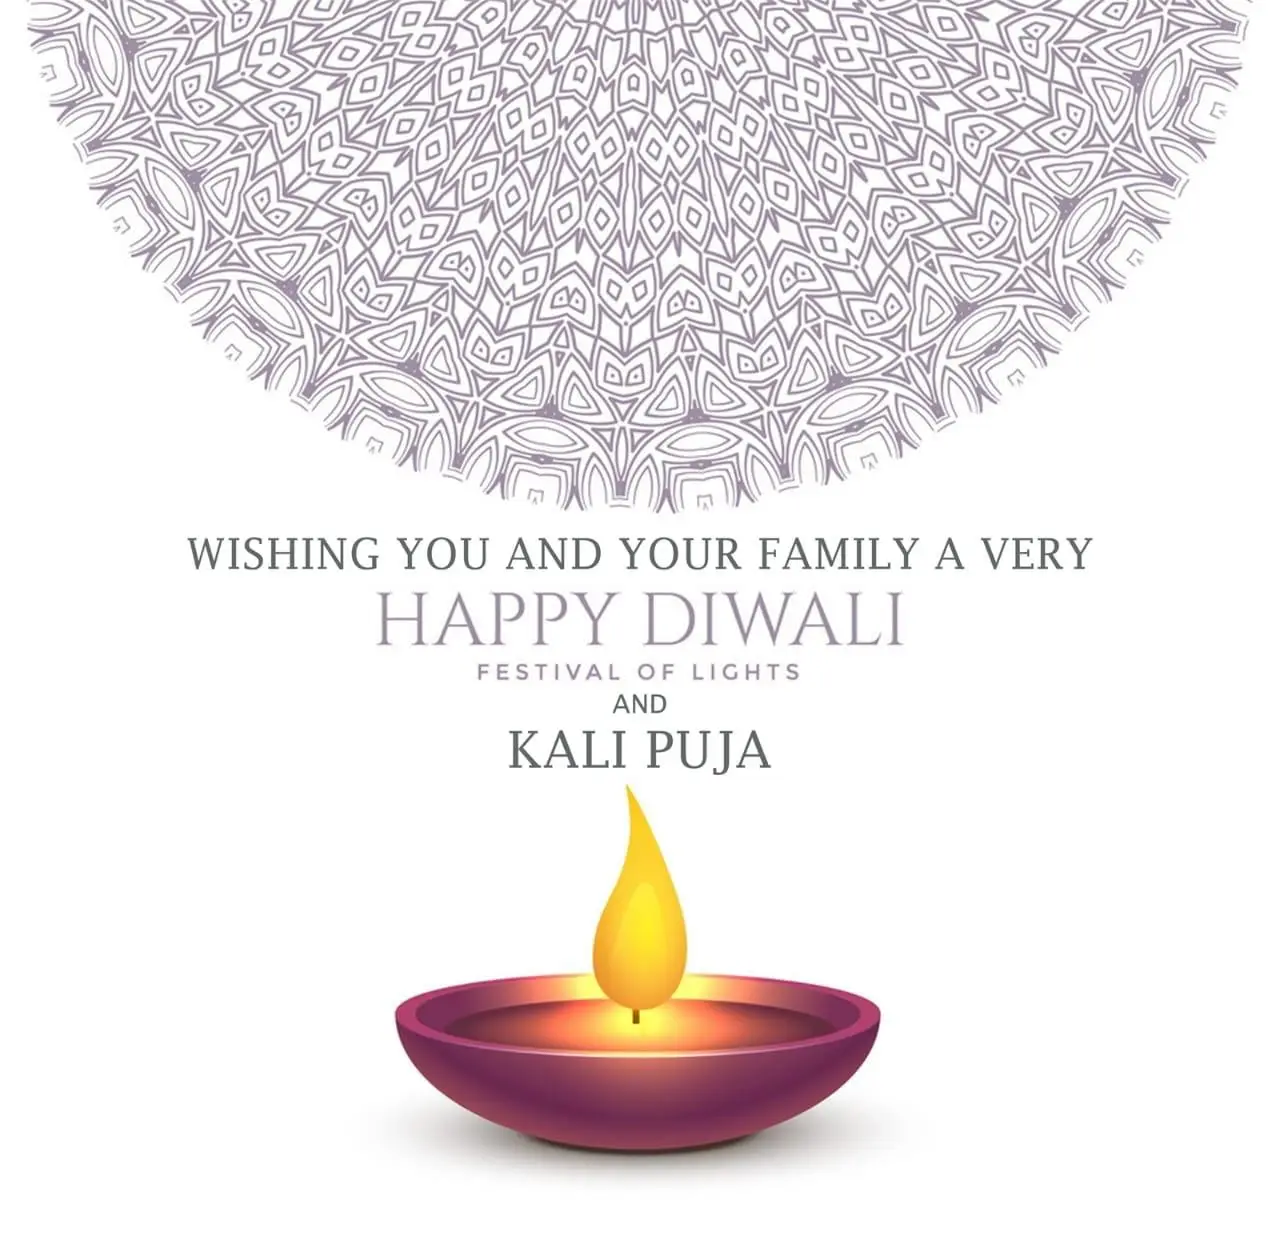 WISHING YOU AND YOUR FAMILY A VERY
HAPPY DIWALI
FESTIVAL OF LIGHTS
AND
KALI PUJA